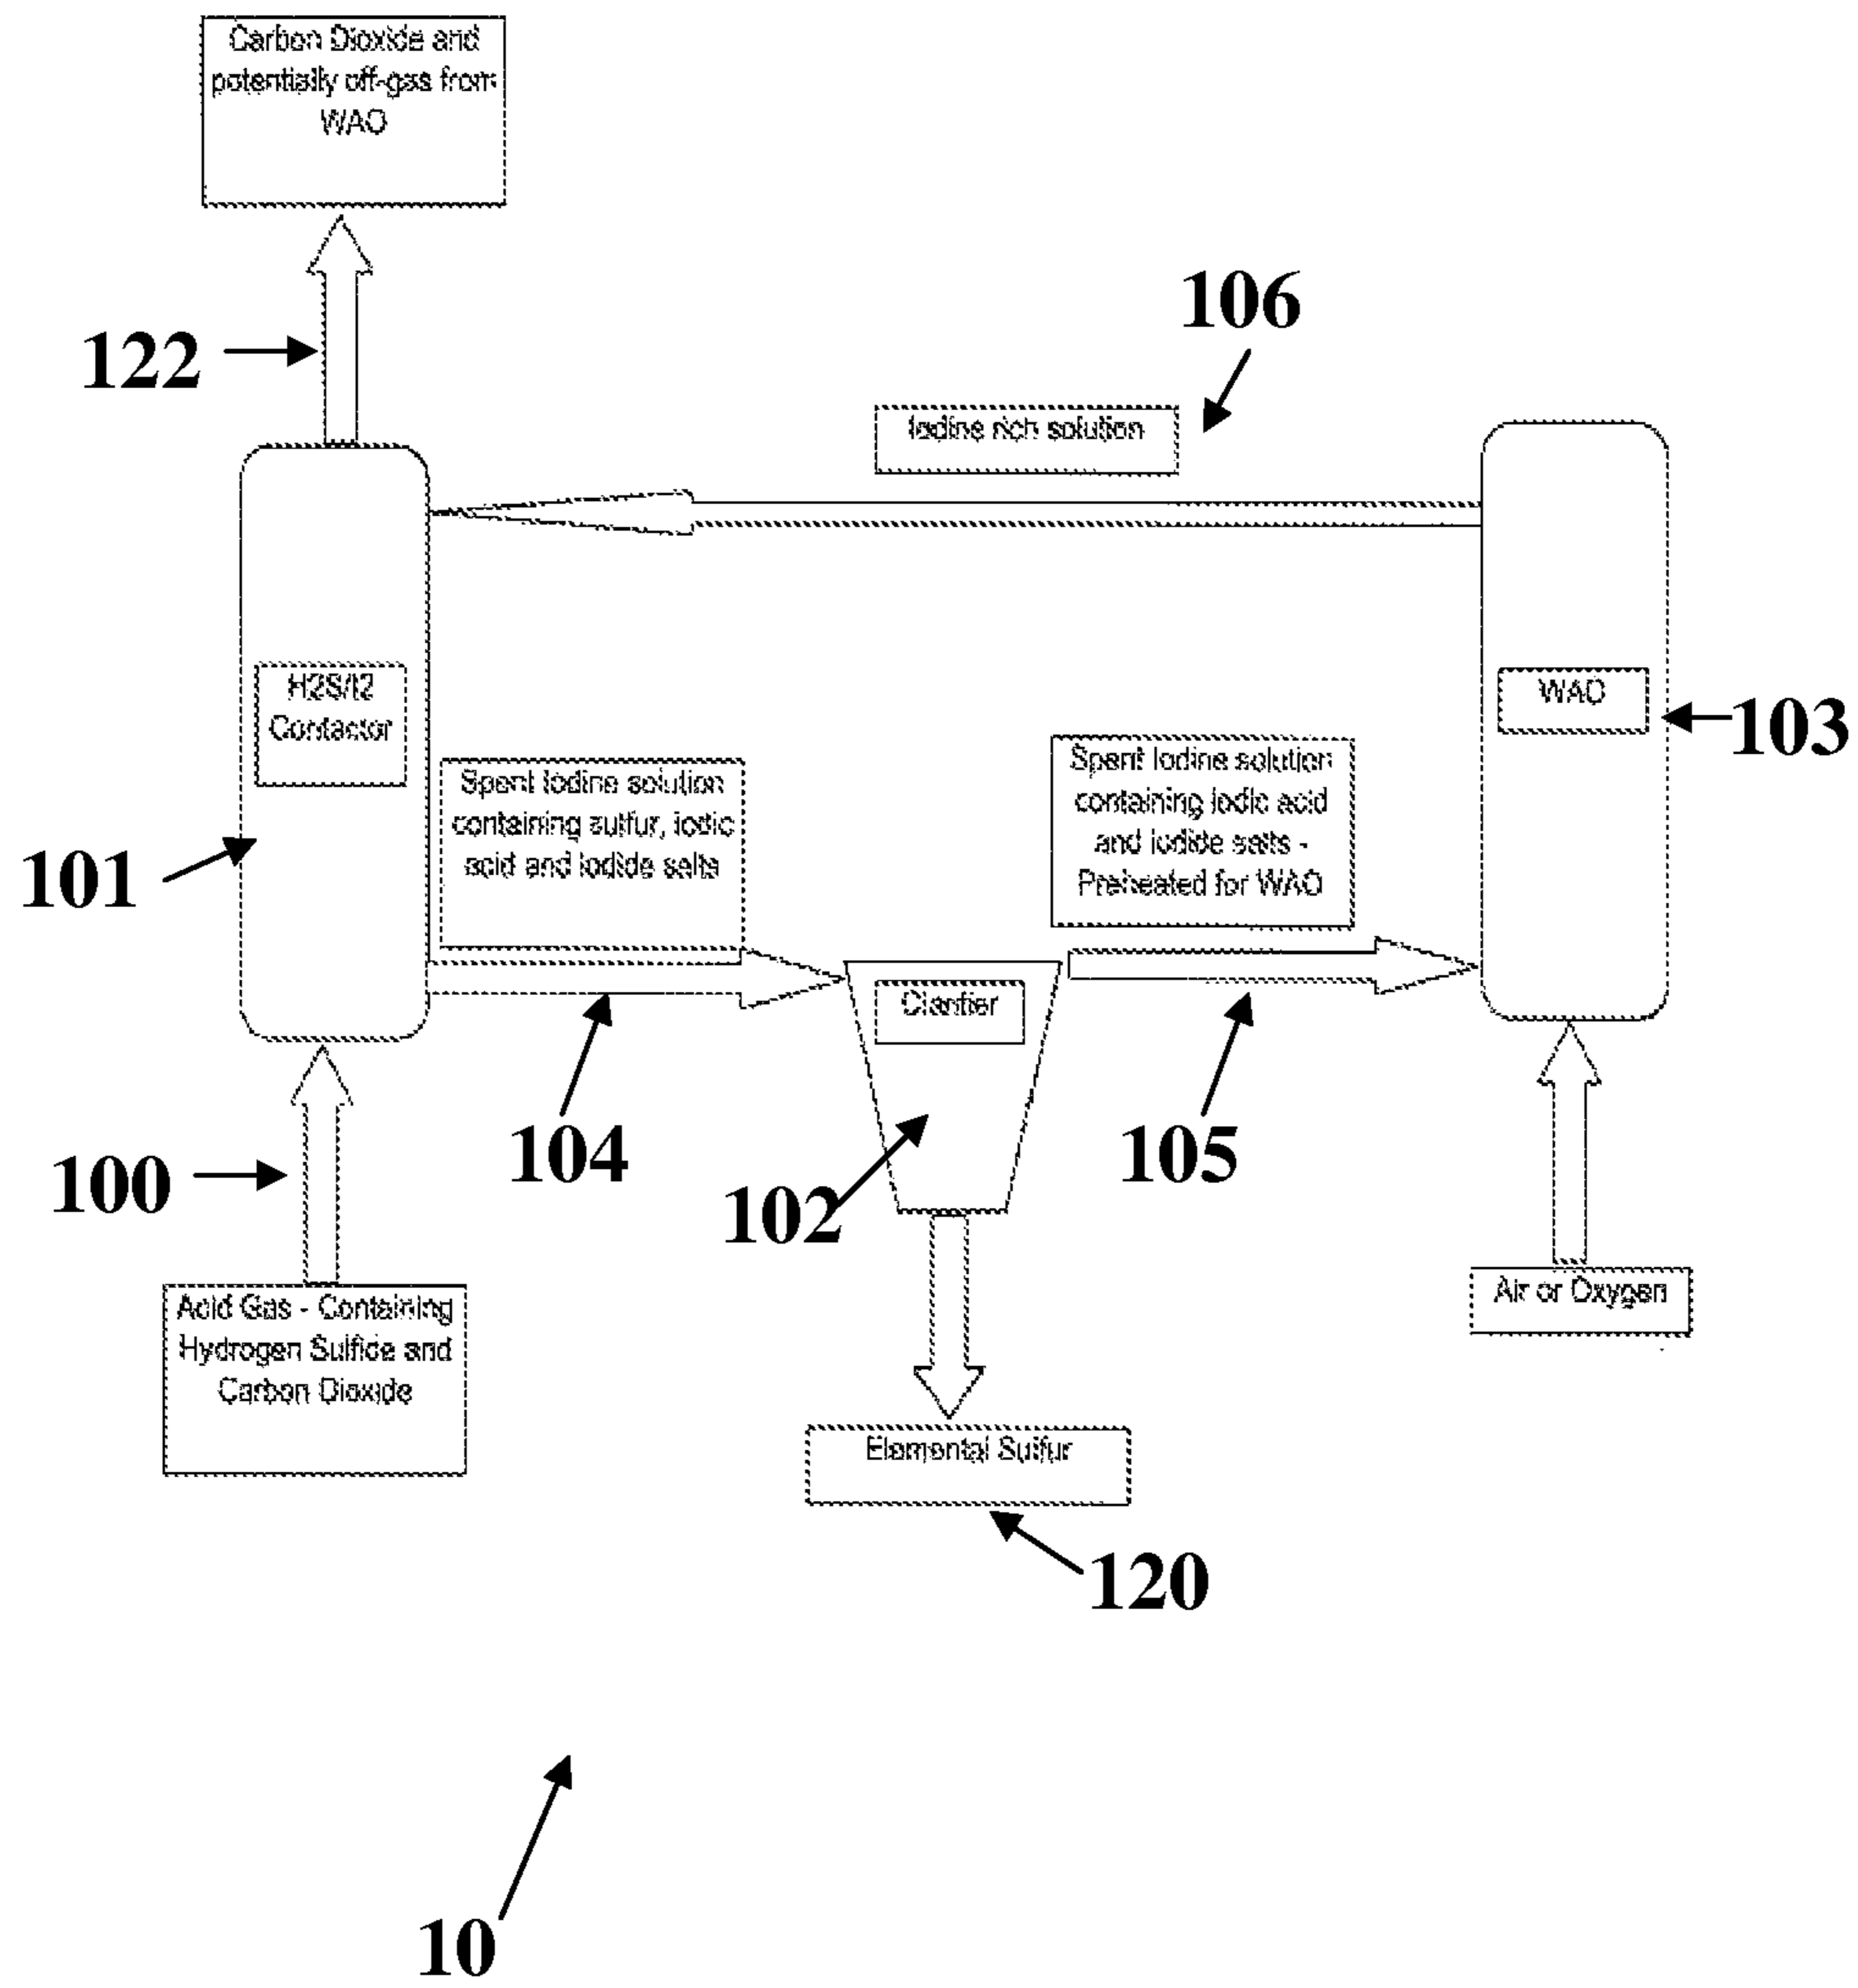 Carbon Dioxide and
potentially off-gas from
WAO
106
122
Iodine rich solution
H2S/I2
Contactor
WAO
103
Spent Iodine solution
containing sulfur, iodic
acid and iodide salts
Spent Iodine solution
containing iodic acid
and iodide salts -
Preheated for WAO
101
Clarifier
104
105
100
102
Acid Gas - Containing
Hydrogen Sulfide and
Carbon Dioxide
Air or Oxygen
Elemental Sulfur
120
10